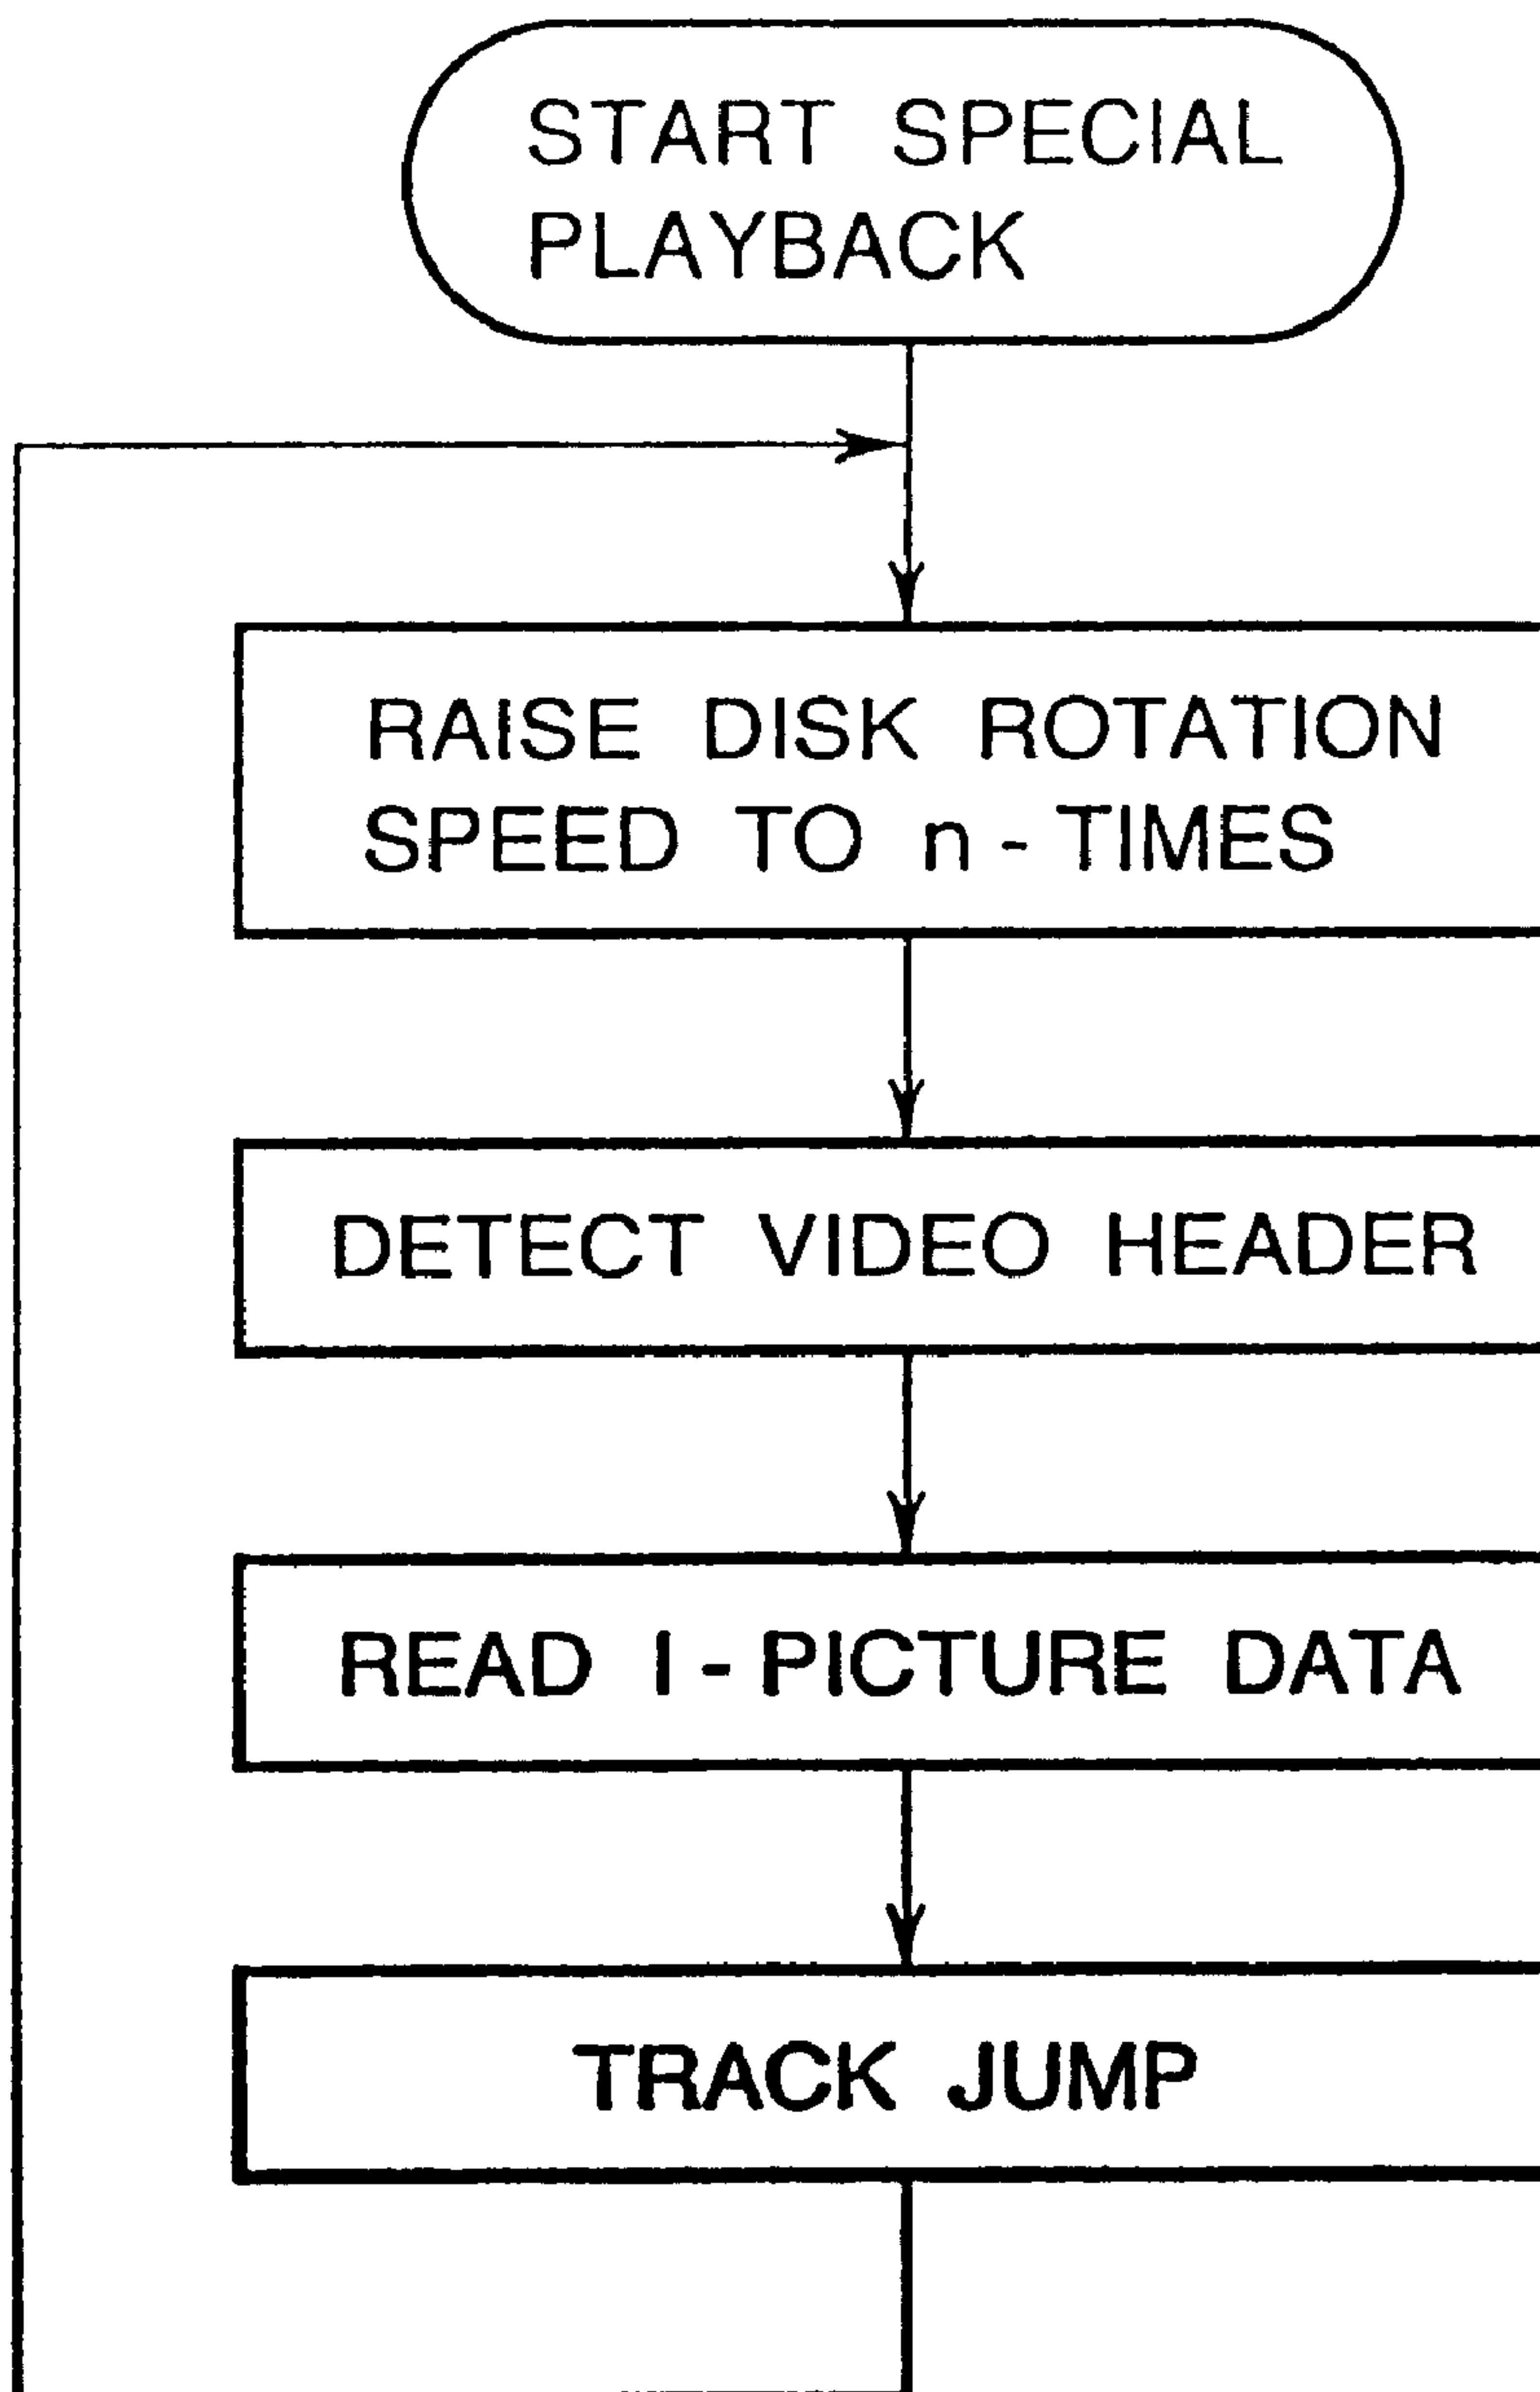 START SPECIAL
PLAYBACK
RAISE DISK ROTATION
SPEED TO n - TIMES
DETECT VIDEO HEADER
READ I - PICTURE DATA
TRACK JUMP